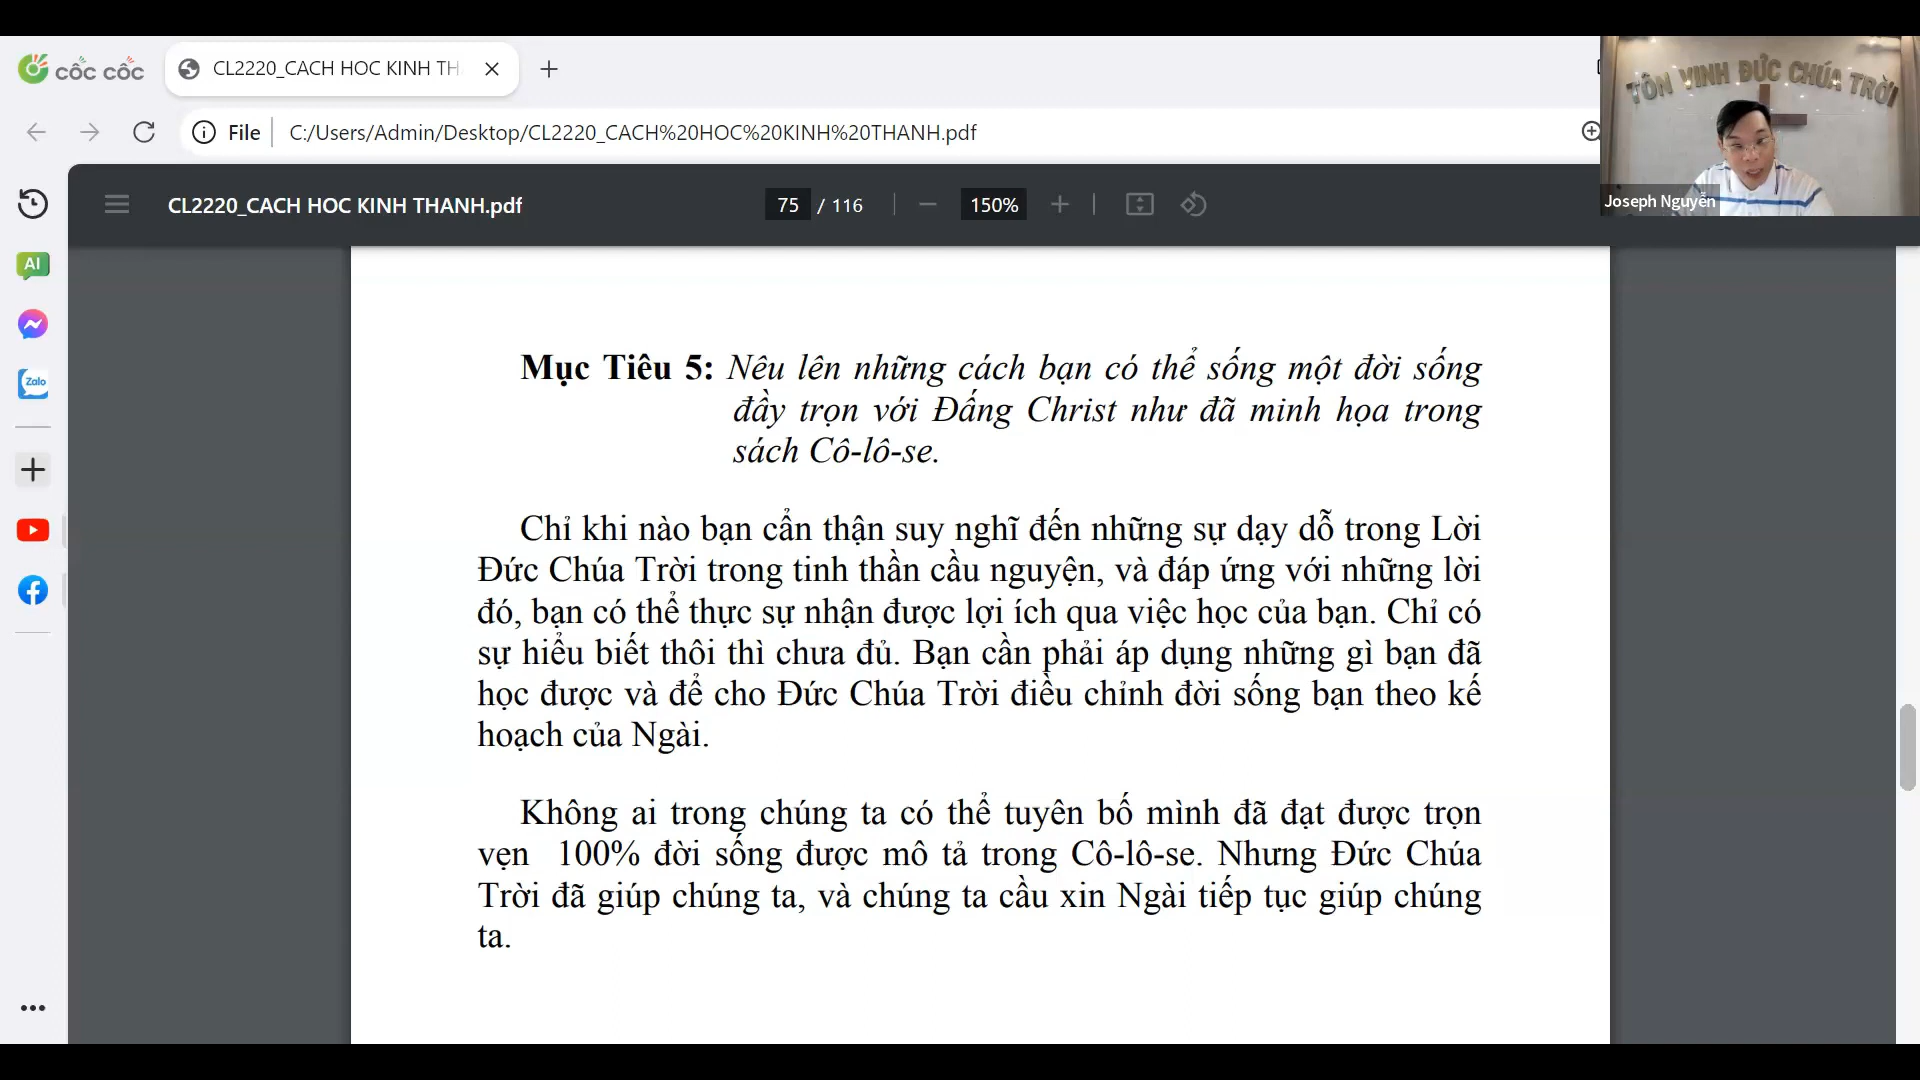 cốc cốc
CL2220_CACH HOC KINH TH
File
C:/Users/Admin/Desktop/CL2220_CACH%20HOC%20KINH%20THANH.pdf
TÔN VINH ĐỨC CHÚA TRỜI
Joseph Nguyễn
AI
Zalo
CL2220_CACH HOC KINH THANH.pdf
75 / 116
150%
Mục Tiêu 5: Nêu lên những cách bạn có thể sống một đời sống
đầy trọn với Đấng Christ như đã minh họa trong
sách Cô-lô-se.
Chỉ khi nào bạn cẩn thận suy nghĩ đến những sự dạy dỗ trong Lời
Đức Chúa Trời trong tinh thần cầu nguyện, và đáp ứng với những lời
đó, bạn có thể thực sự nhận được lợi ích qua việc học của bạn. Chỉ có
sự hiểu biết thôi thì chưa đủ. Bạn cần phải áp dụng những gì bạn đã
học được và để cho Đức Chúa Trời điều chỉnh đời sống bạn theo kế
hoạch của Ngài.
Không ai trong chúng ta có thể tuyên bố mình đã đạt được trọn
vẹn 100% đời sống được mô tả trong Cô-lô-se. Nhưng Đức Chúa
Trời đã giúp chúng ta, và chúng ta cầu xin Ngài tiếp tục giúp chúng
ta.